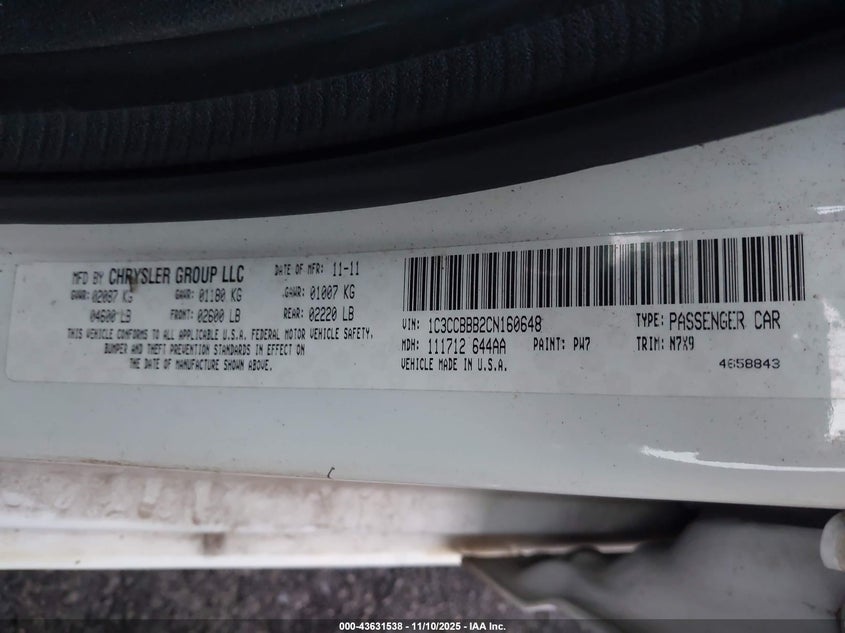 MFD BY CHRYSLER GROUP LLC DATE OF MFR: 11-11
GVWR: 02087 KG GAWR: 01180 KG GAWR: 01007 KG
04600 LB FRONT: 02600 LB REAR: 02220 LB
THIS VEHICLE CONFORMS TO ALL APPLICABLE U.S.A. FEDERAL MOTOR VEHICLE SAFETY,
BUMPER AND THEFT PREVENTION STANDARDS IN EFFECT ON
THE DATE OF MANUFACTURE SHOWN ABOVE.
VIN: 1C3CCBBB2CN160648 TYPE: PASSENGER CAR
MDH: 111712 644AA PAINT: PW7 TRIM: N7X9
VEHICLE MADE IN U.S.A. 4658843
000-43631538 - 11/10/2025 - IAA Inc.